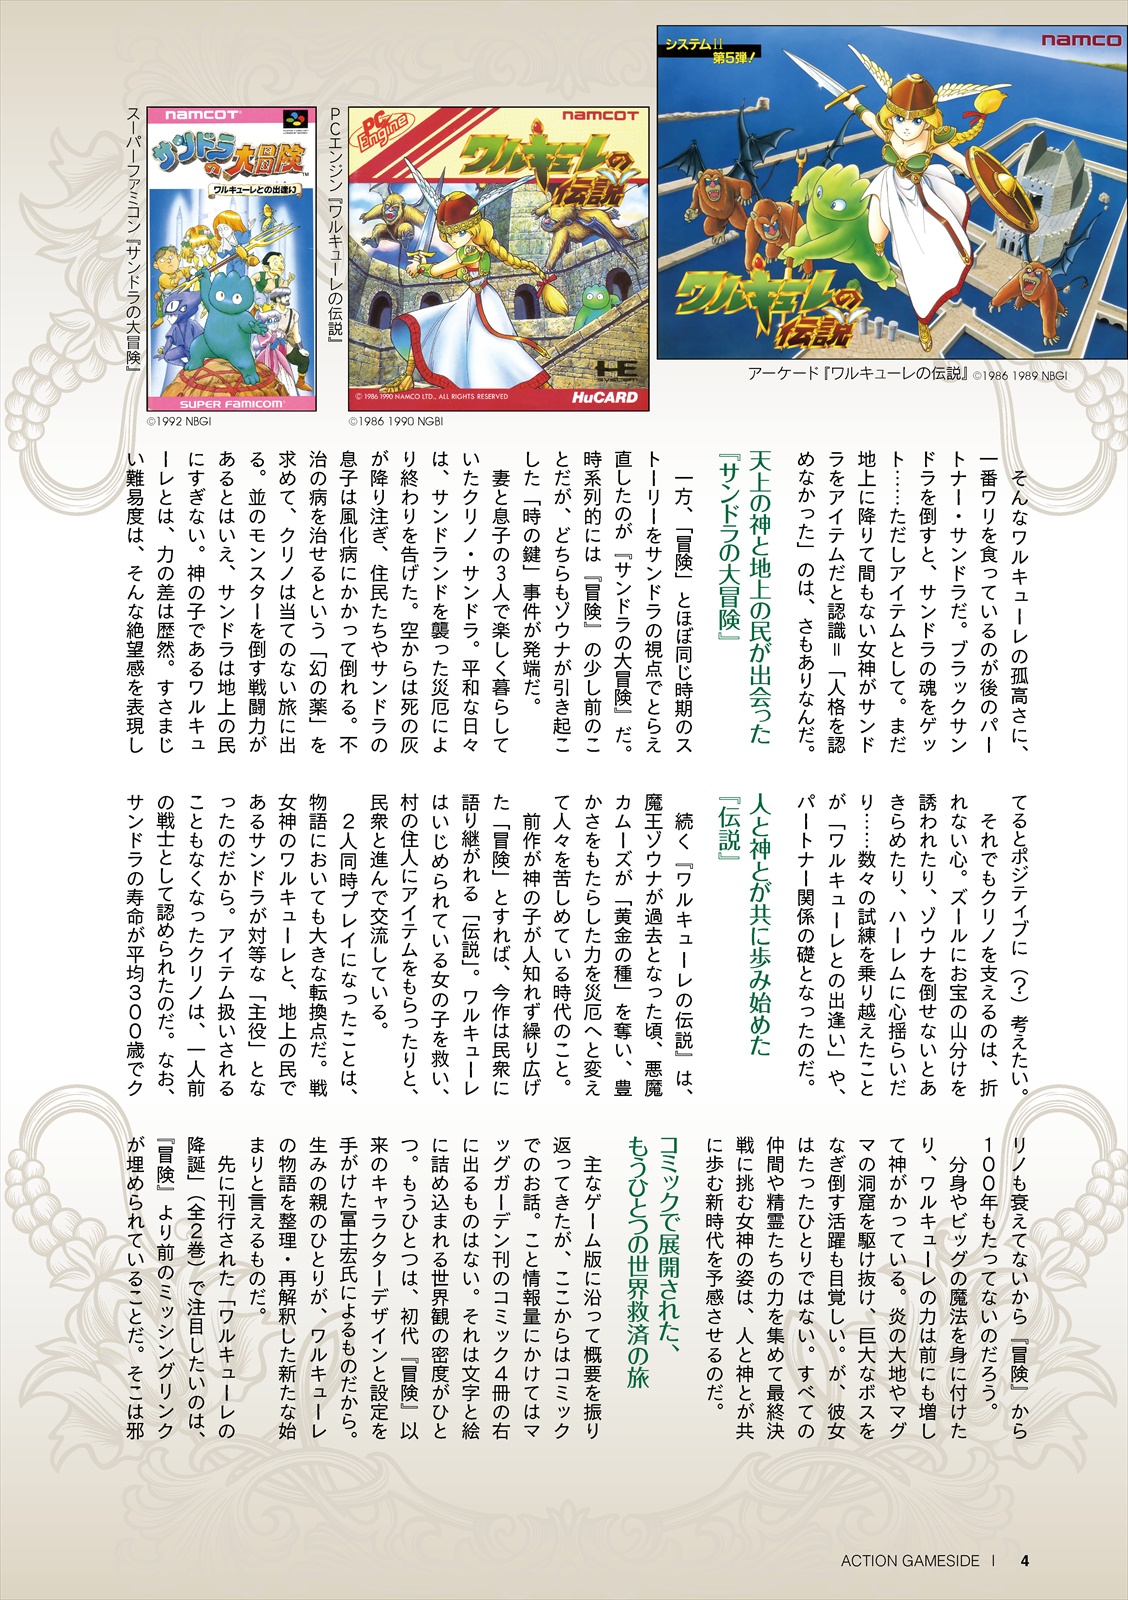 システムⅡ
第5弾!
namco
ワルキューレの
伝説
アーケード『ワルキューレの伝説』 ©1986 1989 NBGI
PC Engine
namcot
ワルキューレの
伝説
© 1986 1990 NAMCO LTD., ALL RIGHTS RESERVED
HE
HuCARD
PCエンジン『ワルキューレの伝説』
©1986 1990 NGBI
namcot
サンドラの大冒険
TM
ワルキューレとの出逢い
SUPER FAMICOM
スーパーファミコン『サンドラの大冒険』
©1992 NBGI
そんなワルキューレの孤高さに、
一番ワリを食っているのが後のパー
トナー・サンドラだ。ブラックサン
ドラを倒すと、サンドラの魂をゲッ
ト……ただしアイテムとして。まだ
地上に降りて間もない女神がサンド
ラをアイテムだと認識=「人格を認
めなかった」のは、さもありなんだ。
天上の神と地上の民が出会った
『サンドラの大冒険』
一方、「冒険」とほぼ同じ時期のス
トーリーをサンドラの視点でとらえ
直したのが『サンドラの大冒険』だ。
時系列的には『冒険』の少し前のこ
とだが、どちらもゾウナが引き起こ
した「時の鍵」事件が発端だ。
妻と息子の3人で楽しく暮らして
いたクリノ・サンドラ。平和な日々
は、サンドランドを襲った災厄によ
り終わりを告げた。空からは死の灰
が降り注ぎ、住民たちやサンドラの
息子は風化病にかかって倒れる。不
治の病を治せるという「幻の薬」を
求めて、クリノは当てのない旅に出
る。並のモンスターを倒す戦闘力が
あるとはいえ、サンドラは地上の民
にすぎない。神の子であるワルキュ
ーレとは、力の差は歴然。すさまじ
い難易度は、そんな絶望感を表現し
てるとポジティブに(?)考えたい。
それでもクリノを支えるのは、折
れない心。ズールにお宝の山分けを
誘われたり、ゾウナを倒せないとあ
きらめたり、ハーレムに心揺らいだ
り……数々の試練を乗り越えたこと
が「ワルキューレとの出逢い」や、
パートナー関係の礎となったのだ。
人と神とが共に歩み始めた
『伝説』
続く『ワルキューレの伝説』は、
魔王ゾウナが過去となった頃、悪魔
カムーズが「黄金の種」を奪い、豊
かさをもたらした力を災厄へと変え
て人々を苦しめている時代のこと。
前作が神の子が人知れず繰り広げ
た「冒険」とすれば、今作は民衆に
語り継がれる「伝説」。ワルキューレ
はいじめられている女の子を救い、
村の住人にアイテムをもらったりと、
民衆と進んで交流している。
2人同時プレイになったことは、
物語においても大きな転換点だ。戦
女神のワルキューレと、地上の民で
あるサンドラが対等な「主役」とな
ったのだから。アイテム扱いされる
こともなくなったクリノは、一人前
の戦士として認められたのだ。なお、
サンドラの寿命が平均300歳でク
リノも衰えてないから『冒険』から
100年もたってないのだろう。
分身やビッグの魔法を身に付けた
り、ワルキューレの力は前にも増し
て神がかっている。炎の大地やマグ
マの洞窟を駆け抜け、巨大なボスを
なぎ倒す活躍も目覚しい。が、彼女
はたったひとりではない。すべての
仲間や精霊たちの力を集めて最終決
戦に挑む女神の姿は、人と神とが共
に歩む新時代を予感させるのだ。
コミックで展開された、
もうひとつの世界救済の旅
主なゲーム版に沿って概要を振り
返ってきたが、ここからはコミック
でのお話。こと情報量にかけてはマ
ッグガーデン刊のコミック4冊の右
に出るものはない。それは文字と絵
に詰め込まれる世界観の密度がひと
つ。もうひとつは、初代『冒険』以
来のキャラクターデザインと設定を
手がけた冨士宏氏によるものだから。
生みの親のひとりが、ワルキューレ
の物語を整理・再解釈した新たな始
まりと言えるものだ。
先に刊行された「ワルキューレの
降誕」(全2巻)で注目したいのは、
『冒険』より前のミッシングリンク
が埋められていることだ。そこは邪
ACTION GAMESIDE | 4